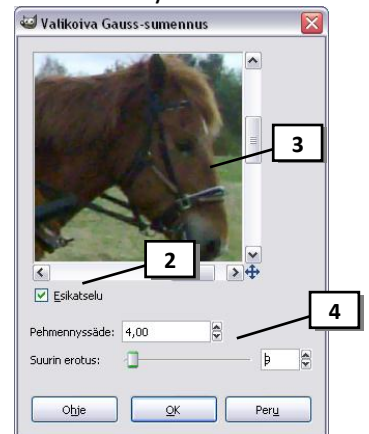 Valikoiva Gauss-sumennus
3
2
Esikatselu
4
Pehmennyssäde: 4,00
Suurin erotus:
Ohje OK Peru